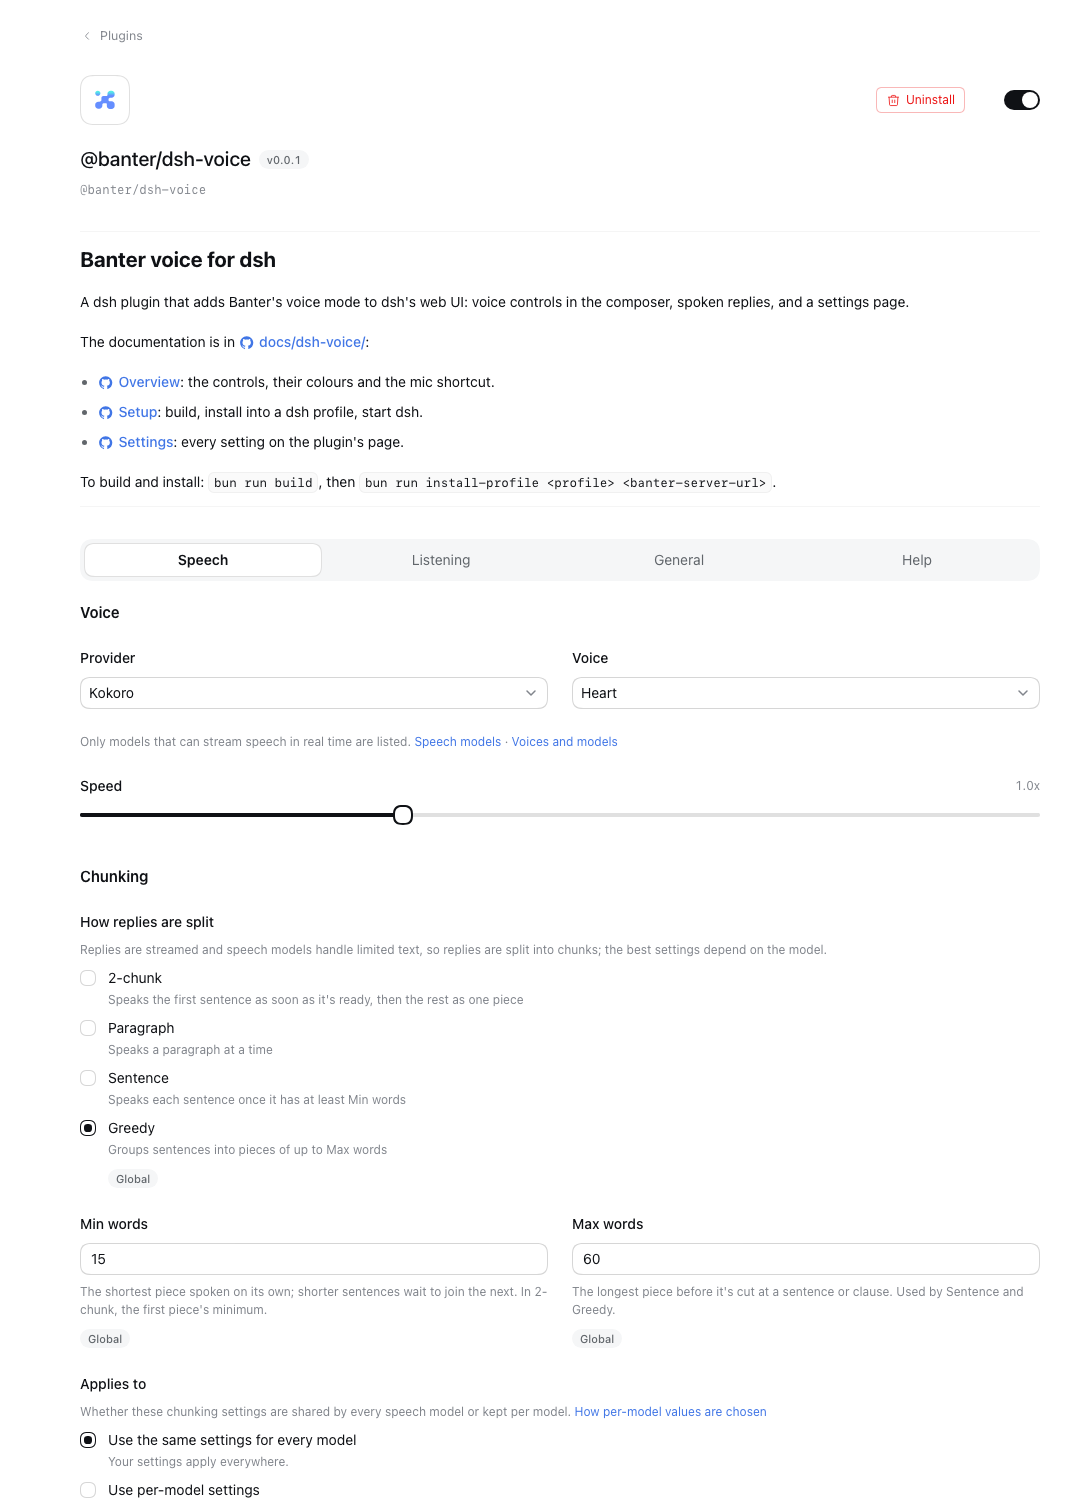 Plugins
Uninstall
@banter/dsh-voice v0.0.1
@banter/dsh-voice
Banter voice for dsh
A dsh plugin that adds Banter's voice mode to dsh's web UI: voice controls in the composer, spoken replies, and a settings page.
The documentation is in docs/dsh-voice/:
Overview: the controls, their colours and the mic shortcut.
Setup: build, install into a dsh profile, start dsh.
Settings: every setting on the plugin's page.
To build and install: bun run build, then bun run install-profile <profile> <banter-server-url>.
Speech Listening General Help
Voice
Provider Voice
Kokoro Heart
Only models that can stream speech in real time are listed. Speech models · Voices and models
Speed 1.0x
Chunking
How replies are split
Replies are streamed and speech models handle limited text, so replies are split into chunks; the best settings depend on the model.
2-chunk
Speaks the first sentence as soon as it's ready, then the rest as one piece
Paragraph
Speaks a paragraph at a time
Sentence
Speaks each sentence once it has at least Min words
Greedy
Groups sentences into pieces of up to Max words
Global
Min words
15
The shortest piece spoken on its own; shorter sentences wait to join the next. In 2-
chunk, the first piece's minimum.
Global
Max words
60
The longest piece before it's cut at a sentence or clause. Used by Sentence and
Greedy.
Global
Applies to
Whether these chunking settings are shared by every speech model or kept per model. How per-model values are chosen
Use the same settings for every model
Your settings apply everywhere.
Use per-model settings